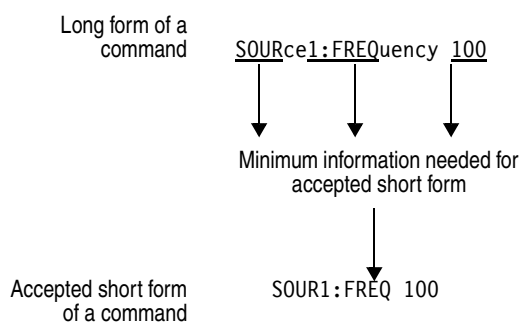 Long form of a
command
SOURce1:FREQuency 100
Minimum information needed for
accepted short form
Accepted short form
of a command
SOUR1:FREQ 100